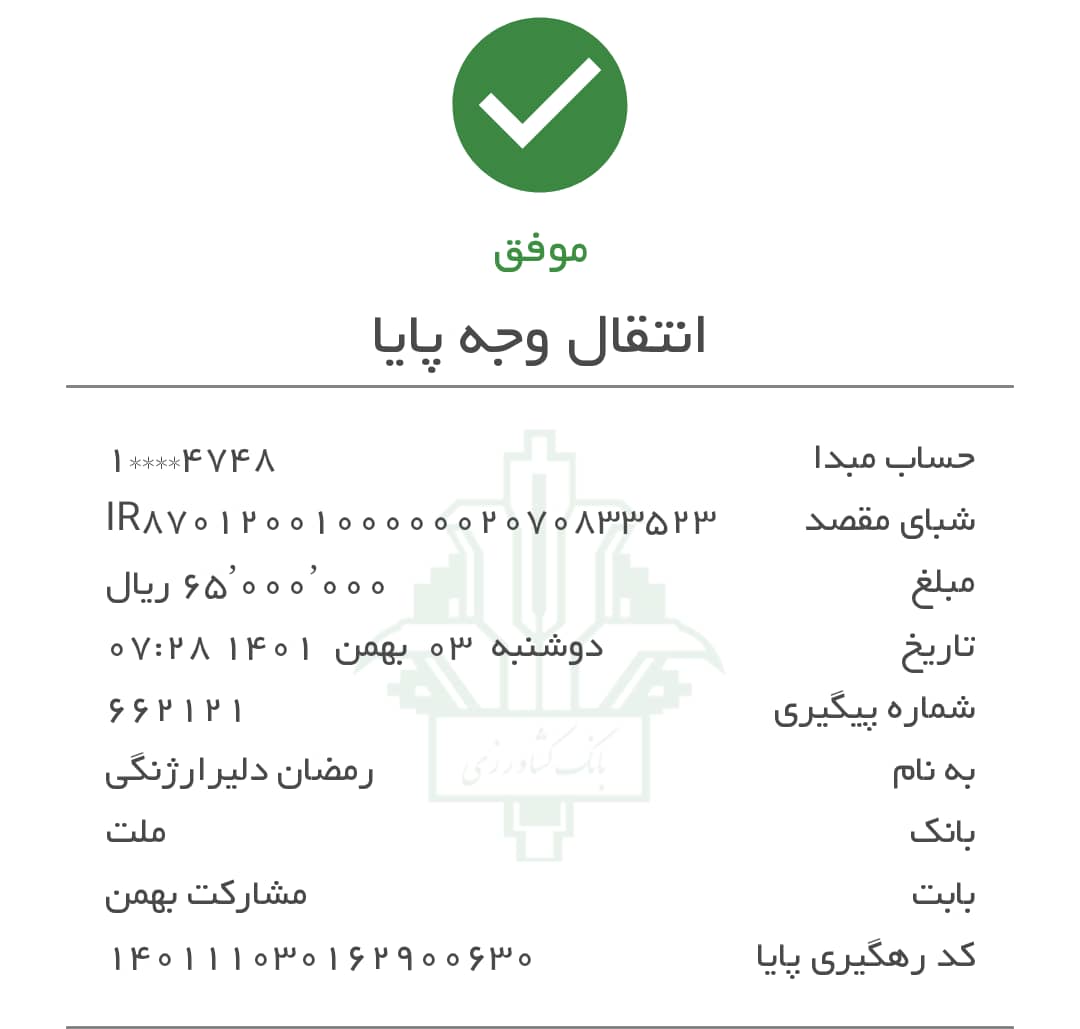 موفق
انتقال وجه پایا
حساب مبدا ۱****۴۷۴۸
شبای مقصد IR۸۷۰۱۲۰۰۱۰۰۰۰۰۰۲۰۷۰۸۳۳۵۲۳
مبلغ ۶۵٬۰۰۰٬۰۰۰ ریال
تاریخ دوشنبه ۰۳ بهمن ۱۴۰۱ ۰۷:۲۸
شماره پیگیری ۶۶۲۱۲۱
به نام رمضان دلیرارژنگی
بانک ملت
بانک کشاورزی
بابت مشارکت بهمن
کد رهگیری پایا ۱۴۰۱۱۱۰۳۰۱۶۲۹۰۰۶۳۰